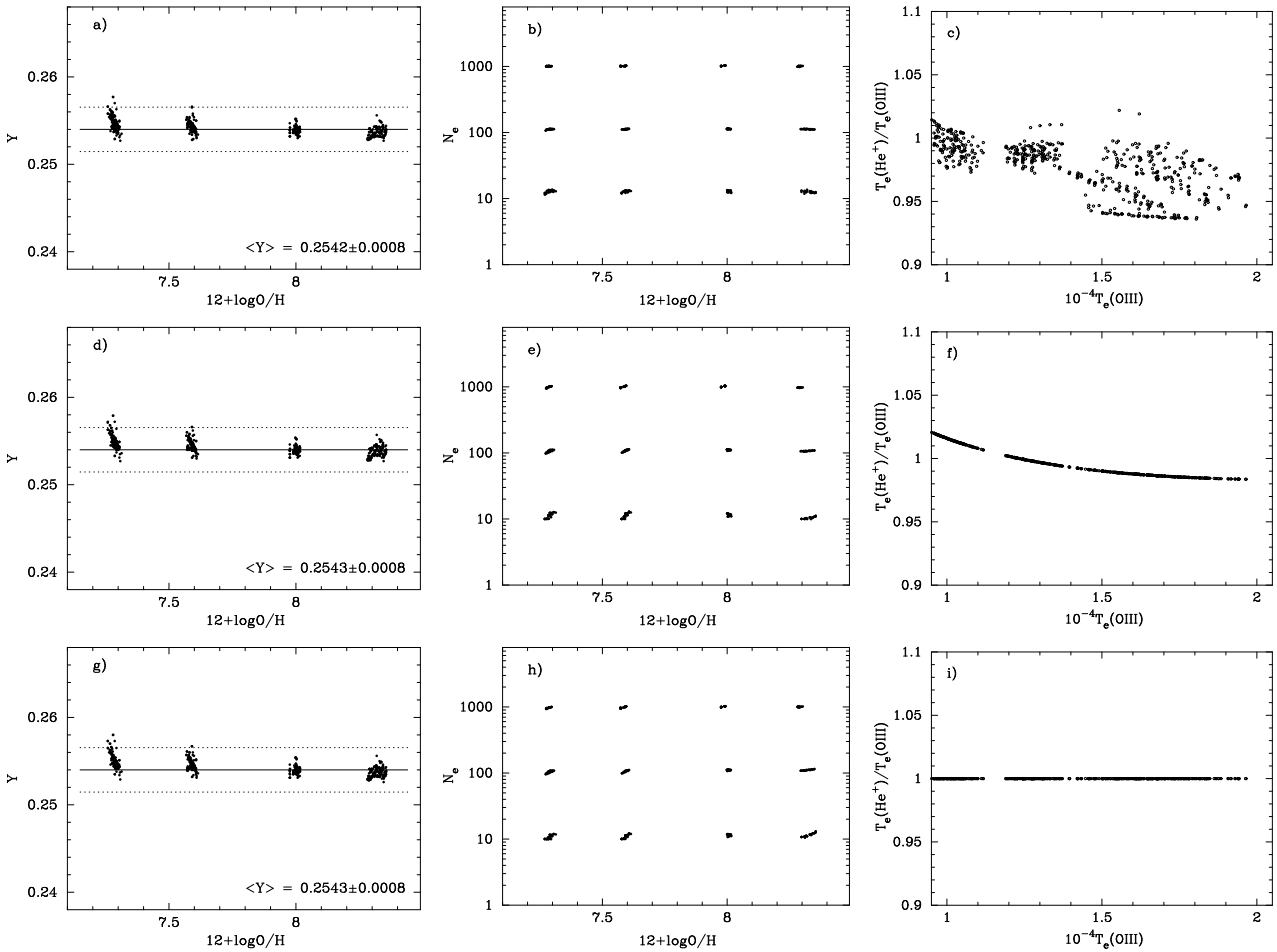 a)
0.26
0.25
0.24
Y
<Y> = 0.2542±0.0008
7.5
8
12+logO/H
b)
1000
100
10
1
N_e
7.5
8
12+logO/H
c)
1.1
1.05
1
0.95
0.9
T_e(He⁺)/T_e(OIII)
1
1.5
2
10⁻⁴T_e(OIII)
d)
0.26
0.25
0.24
Y
<Y> = 0.2543±0.0008
7.5
8
12+logO/H
e)
1000
100
10
1
N_e
7.5
8
12+logO/H
f)
1.1
1.05
1
0.95
0.9
T_e(He⁺)/T_e(OIII)
1
1.5
2
10⁻⁴T_e(OIII)
g)
0.26
0.25
0.24
Y
<Y> = 0.2543±0.0008
7.5
8
12+logO/H
h)
1000
100
10
1
N_e
7.5
8
12+logO/H
i)
1.1
1.05
1
0.95
0.9
T_e(He⁺)/T_e(OIII)
1
1.5
2
10⁻⁴T_e(OIII)